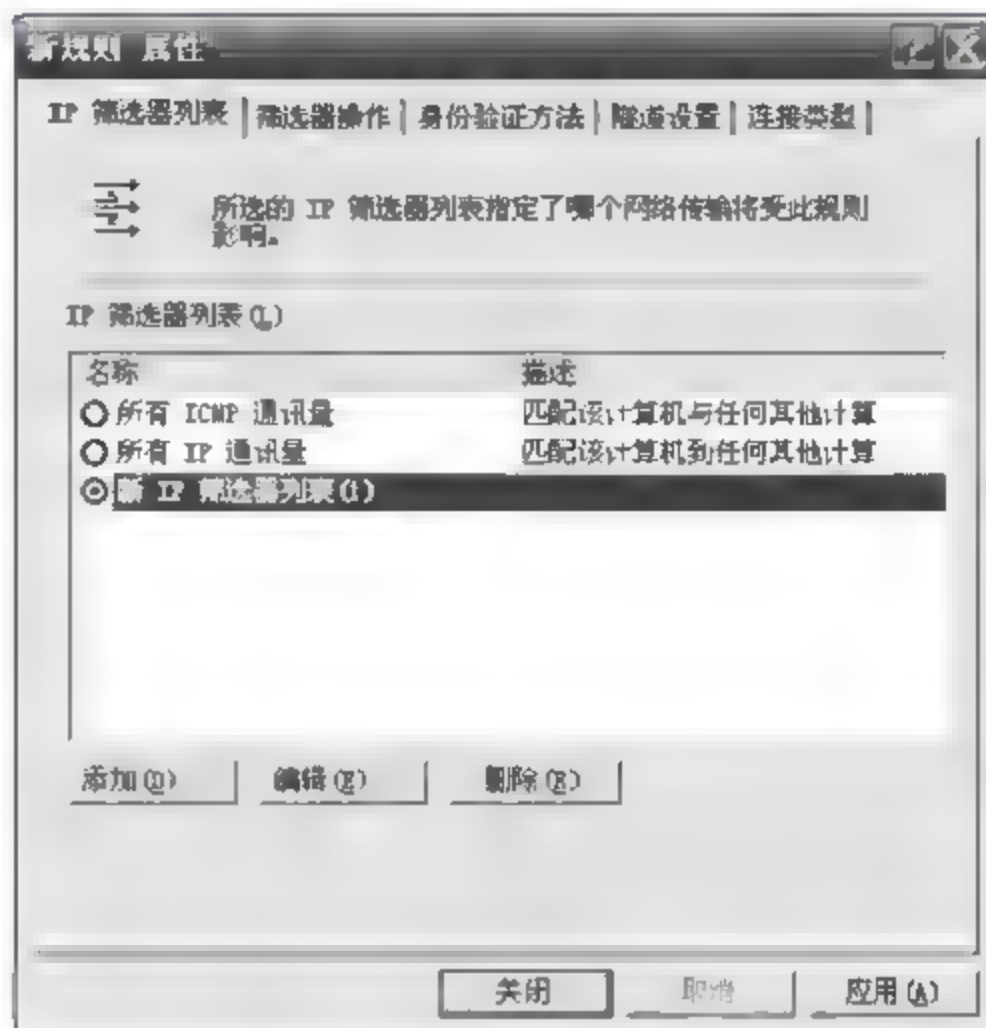 新规则 属性
IP 筛选器列表 筛选器操作 身份验证方法 隧道设置 连接类型
所选的 IP 筛选器列表指定了哪个网络传输将受此规则
影响。
IP 筛选器列表(L)
名称 描述
所有 ICMP 通讯量 匹配该计算机与任何其他计算
所有 IP 通讯量 匹配该计算机到任何其他计算
新 IP 筛选器列表(1)
添加(D) 编辑(E) 删除(R)
关闭 取消 应用(A)